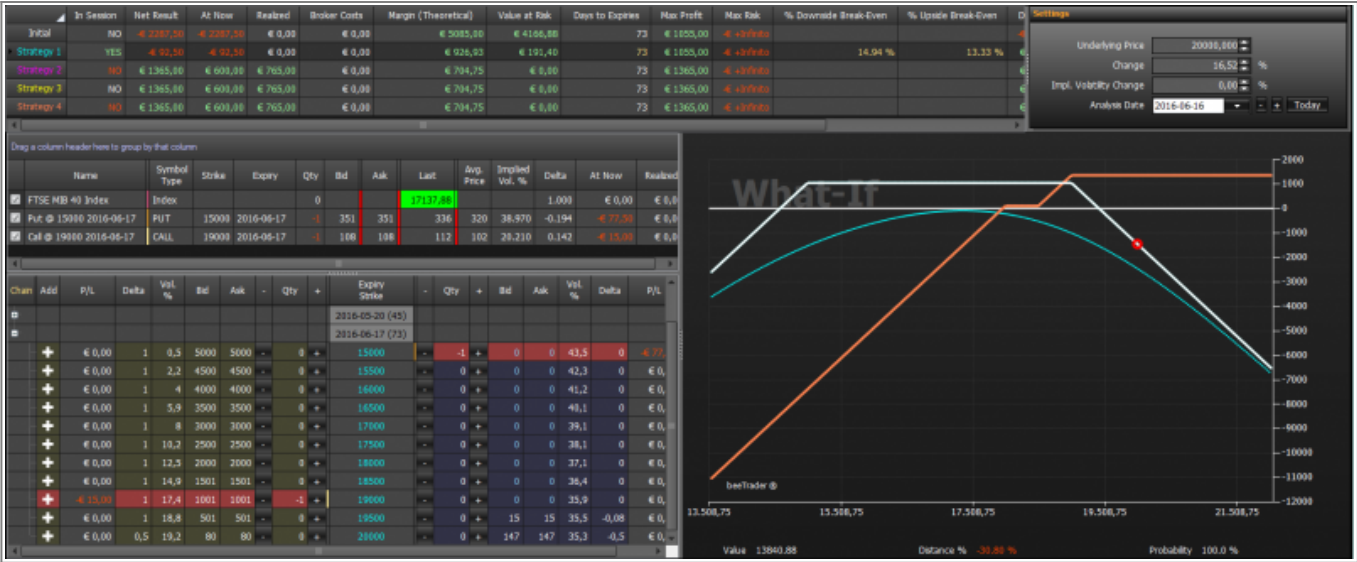 In Session Net Result At Now Realzed Broker Costs Margin (Theoretical) Value at Risk Days to Expiries Max Profit Max Risk % Downside Break-Even % Upside Break-Even D
Initial NO -€ 2287,50 -€ 2287,50 € 0,00 € 0,00 € 5085,00 € 4166,88 73 € 1055,00 -€ +Infinito
Strategy 1 YES -€ 92,50 -€ 92,50 € 0,00 € 0,00 € 926,93 € 191,40 73 € 1055,00 -€ +Infinito 14.94 % 13.33 % €
Strategy 2 NO € 1365,00 € 600,00 € 765,00 € 0,00 € 704,75 € 0,00 73 € 1365,00 -€ +Infinito €
Strategy 3 NO € 1365,00 € 600,00 € 765,00 € 0,00 € 704,75 € 0,00 73 € 1365,00 -€ +Infinito €
Strategy 4 NO € 1365,00 € 600,00 € 765,00 € 0,00 € 704,75 € 0,00 73 € 1365,00 -€ +Infinito €
Settings
Underlying Price 20000,000
Change 16,52 %
Impl. Volatility Change 0,00 %
Analysis Date 2016-06-16 - + Today
Drag a column header here to group by that column
Name Symbol Type Strike Expiry Qty Bid Ask Last Avg. Price Implied Vol. % Delta At Now Realized
FTSE MIB 40 Index Index 0 17137,88 1.000 € 0,00 € 0,0
Put @ 15000 2016-06-17 PUT 15000 2016-06-17 -1 351 351 336 320 38.970 -0.194 -€ 77,50 € 0,0
Call @ 19000 2016-06-17 CALL 19000 2016-06-17 -1 108 108 112 102 20.210 0.142 -€ 15,00 € 0,0
Chain Add P/L Delta Vol. % Bid Ask - Qty + Expiry Strike - Qty + Bid Ask Vol. % Delta P/L
2016-05-20 (45)
2016-06-17 (73)
+ € 0,00 1 0,5 5000 5000 - 0 + 15000 - -1 + 0 0 43,5 0 -€ 77,
+ € 0,00 1 2,2 4500 4500 - 0 + 15500 - 0 + 0 0 42,3 0 € 0,
+ € 0,00 1 4 4000 4000 - 0 + 16000 - 0 + 0 0 41,2 0 € 0,
+ € 0,00 1 5,9 3500 3500 - 0 + 16500 - 0 + 0 0 40,1 0 € 0,
+ € 0,00 1 8 3000 3000 - 0 + 17000 - 0 + 0 0 39,1 0 € 0,
+ € 0,00 1 10,2 2500 2500 - 0 + 17500 - 0 + 0 0 38,1 0 € 0,
+ € 0,00 1 12,5 2000 2000 - 0 + 18000 - 0 + 0 0 37,1 0 € 0,
+ € 0,00 1 14,9 1501 1501 - 0 + 18500 - 0 + 0 0 36,4 0 € 0,
+ -€ 15,00 1 17,4 1001 1001 - -1 + 19000 - 0 + 0 0 35,9 0 € 0,
+ € 0,00 1 18,8 501 501 - 0 + 19500 - 0 + 15 15 35,5 -0,08 € 0,
+ € 0,00 0,5 19,2 80 80 - 0 + 20000 - 0 + 147 147 35,3 -0,5 € 0,
What-If
2000
1000
0
-1000
-2000
-3000
-4000
-5000
-6000
-7000
-8000
-9000
-10000
-11000
-12000
beeTrader ®
13.508,75 15.508,75 17.508,75 19.508,75 21.508,75
Value 13840.88 Distance % -30.80 % Probability 100.0 %